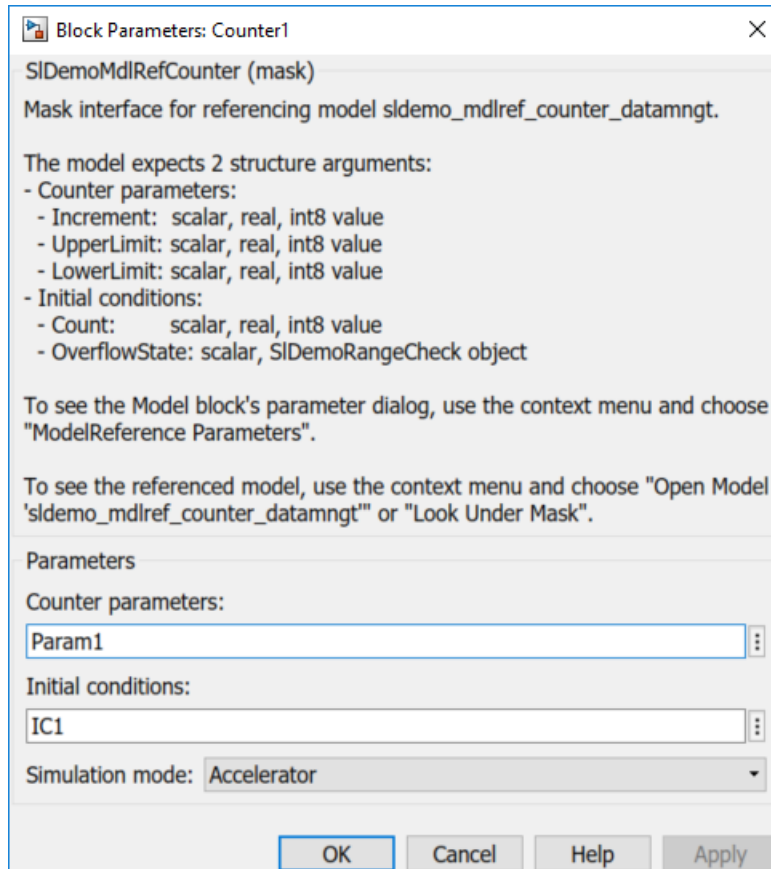 Block Parameters: Counter1
SlDemoMdlRefCounter (mask)
Mask interface for referencing model sldemo_mdlref_counter_datamngt.
The model expects 2 structure arguments:
- Counter parameters:
- Increment: scalar, real, int8 value
- UpperLimit: scalar, real, int8 value
- LowerLimit: scalar, real, int8 value
- Initial conditions:
- Count: scalar, real, int8 value
- OverflowState: scalar, SlDemoRangeCheck object
To see the Model block's parameter dialog, use the context menu and choose
"ModelReference Parameters".
To see the referenced model, use the context menu and choose "Open Model
'sldemo_mdlref_counter_datamngt'" or "Look Under Mask".
Parameters
Counter parameters:
Param1
Initial conditions:
IC1
Simulation mode: Accelerator
OK Cancel Help Apply